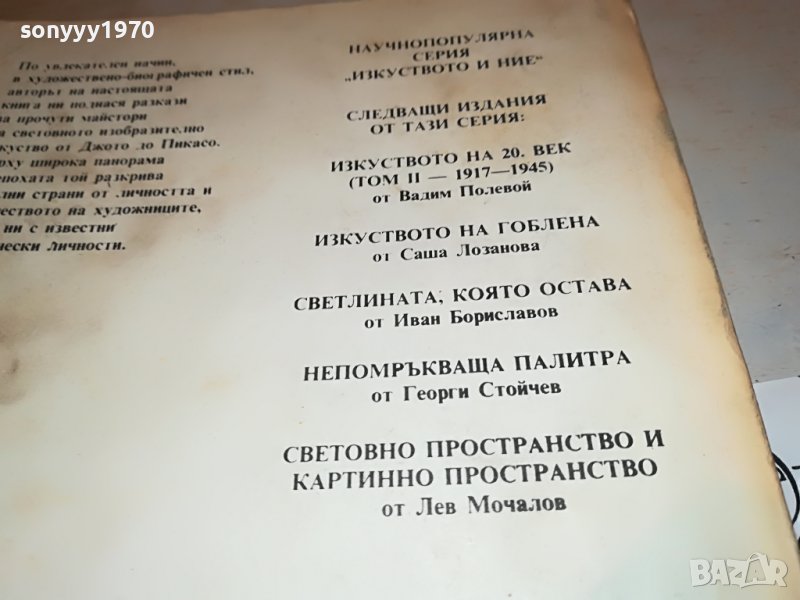 sonyyy1970
По увлекателен начин,
в художествено-биографичен стил,
авторът на настоящата
книга ни поднася разкази
за прочути майстори
на световното изобразително
изкуство от Джото до Пикасо.
широка панорама
епохата той разкрива
страни от личността и
на художниците,
ни с известни
личности.
НАУЧНОПОПУЛЯРНА
СЕРИЯ
„ИЗКУСТВОТО И НИЕ“
СЛЕДВАЩИ ИЗДАНИЯ
ОТ ТАЗИ СЕРИЯ:
ИЗКУСТВОТО НА 20. ВЕК
(ТОМ II — 1917—1945)
от Вадим Полевой
ИЗКУСТВОТО НА ГОБЛЕНА
от Саша Лозанова
СВЕТЛИНАТА, КОЯТО ОСТАВА
от Иван Бориславов
НЕПОМРЪКВАЩА ПАЛИТРА
от Георги Стойчев
СВЕТОВНО ПРОСТРАНСТВО И
КАРТИННО ПРОСТРАНСТВО
от Лев Мочалов
BAZAR